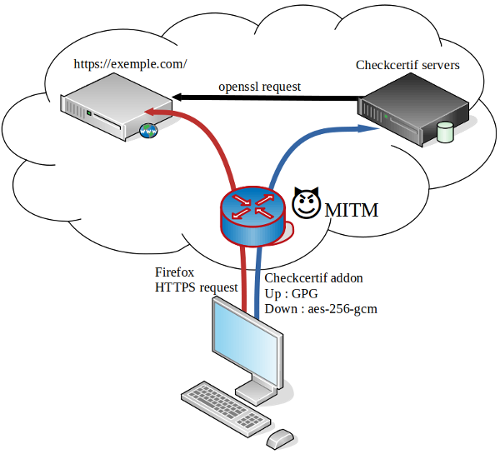 https://exemple.com/
Checkcertif servers
openssl request
www
MITM
Firefox
HTTPS request
Checkcertif addon
Up : GPG
Down : aes-256-gcm